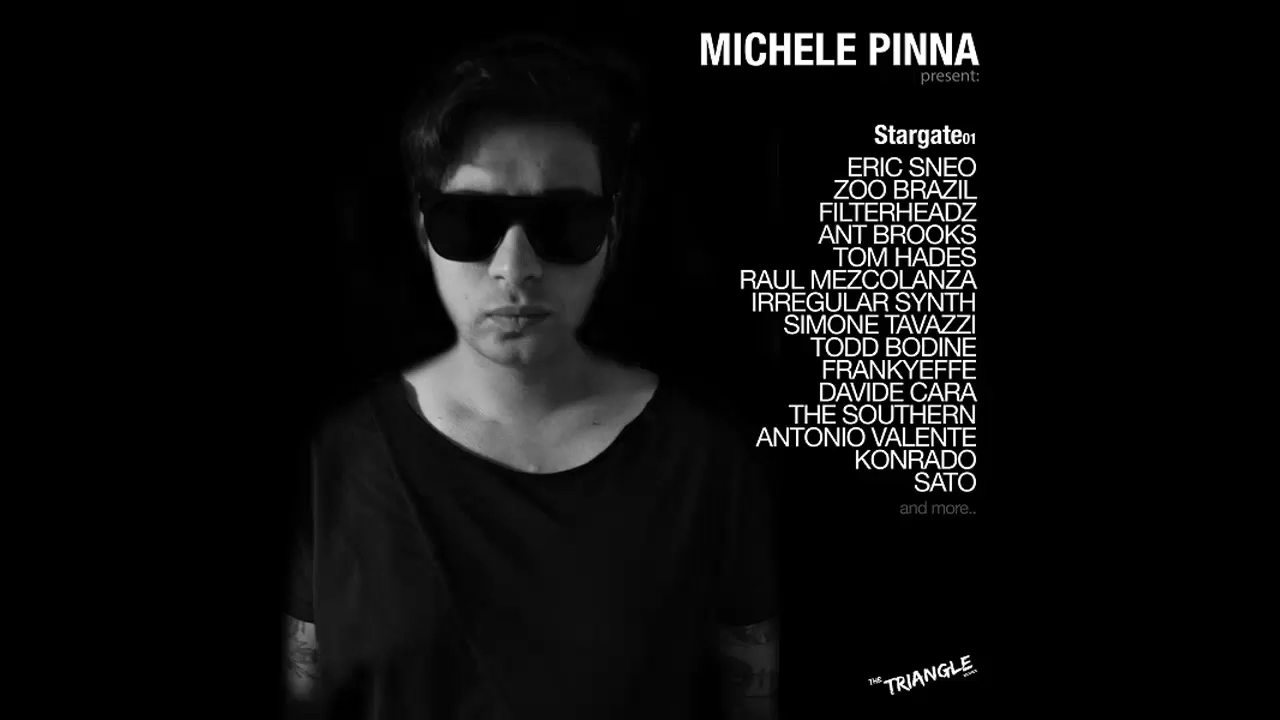 MICHELE PINNA
present:
Stargate01
ERIC SNEO
ZOO BRAZIL
FILTERHEADZ
ANT BROOKS
TOM HADES
RAUL MEZCOLANZA
IRREGULAR SYNTH
SIMONE TAVAZZI
TODD BODINE
FRANKYEFFE
DAVIDE CARA
THE SOUTHERN
ANTONIO VALENTE
KONRADO
SATO
and more..
THE TRIANGLE